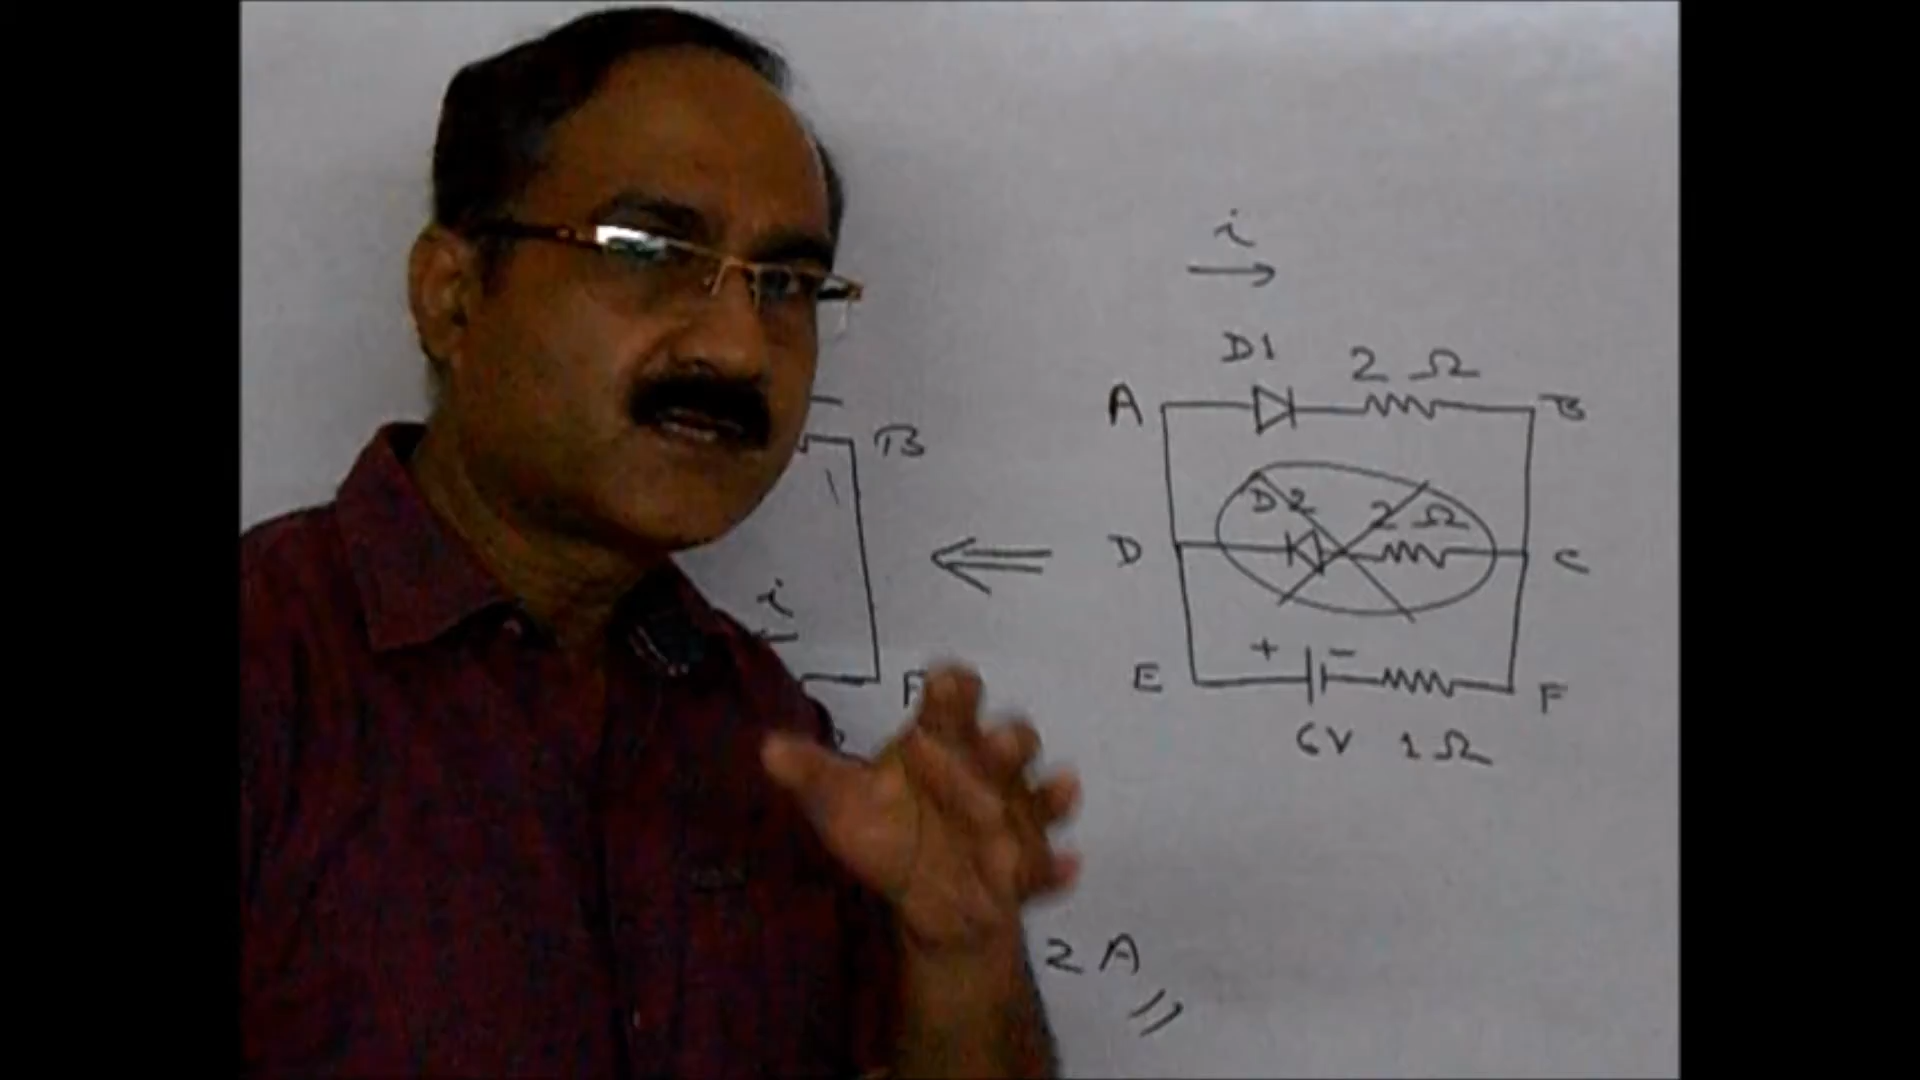 i
D1 2 Ω
A B
B
D2 2 Ω
D C
i
+ -
E F
F
6V 1 Ω
2 A